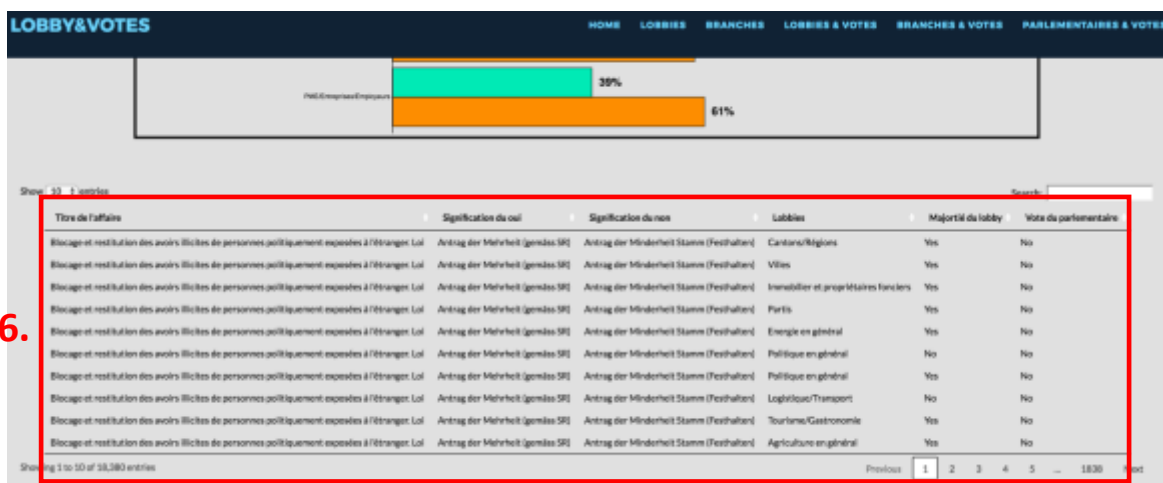 LOBBY&VOTES HOME LOBBIES BRANCHES LOBBIES & VOTES BRANCHES & VOTES PARLEMENTAIRES & VOTES
39%
PME/Entreprises/Employeurs
61%
Show 10 entries Search:
Titre de l'affaire Signification du oui Signification du non Lobbies Majortié du lobby Vote du parlementaire
Blocage et restitution des avoirs illicites de personnes politiquement exposées à l'étranger. Loi Antrag der Mehrheit (gemäss SR) Antrag der Minderheit Stamm (Festhalten) Cantons/Régions Yes No
Blocage et restitution des avoirs illicites de personnes politiquement exposées à l'étranger. Loi Antrag der Mehrheit (gemäss SR) Antrag der Minderheit Stamm (Festhalten) Villes Yes No
Blocage et restitution des avoirs illicites de personnes politiquement exposées à l'étranger. Loi Antrag der Mehrheit (gemäss SR) Antrag der Minderheit Stamm (Festhalten) Immobilier et propriétaires fonciers Yes No
Blocage et restitution des avoirs illicites de personnes politiquement exposées à l'étranger. Loi Antrag der Mehrheit (gemäss SR) Antrag der Minderheit Stamm (Festhalten) Partis Yes No
6.
Blocage et restitution des avoirs illicites de personnes politiquement exposées à l'étranger. Loi Antrag der Mehrheit (gemäss SR) Antrag der Minderheit Stamm (Festhalten) Energie en général Yes No
Blocage et restitution des avoirs illicites de personnes politiquement exposées à l'étranger. Loi Antrag der Mehrheit (gemäss SR) Antrag der Minderheit Stamm (Festhalten) Politique en général No No
Blocage et restitution des avoirs illicites de personnes politiquement exposées à l'étranger. Loi Antrag der Mehrheit (gemäss SR) Antrag der Minderheit Stamm (Festhalten) Politique en général Yes No
Blocage et restitution des avoirs illicites de personnes politiquement exposées à l'étranger. Loi Antrag der Mehrheit (gemäss SR) Antrag der Minderheit Stamm (Festhalten) Logistique/Transport No No
Blocage et restitution des avoirs illicites de personnes politiquement exposées à l'étranger. Loi Antrag der Mehrheit (gemäss SR) Antrag der Minderheit Stamm (Festhalten) Tourisme/Gastronomie Yes No
Blocage et restitution des avoirs illicites de personnes politiquement exposées à l'étranger. Loi Antrag der Mehrheit (gemäss SR) Antrag der Minderheit Stamm (Festhalten) Agriculture en général Yes No
Showing 1 to 10 of 18,380 entries Previous 1 2 3 4 5 ... 1838 Next